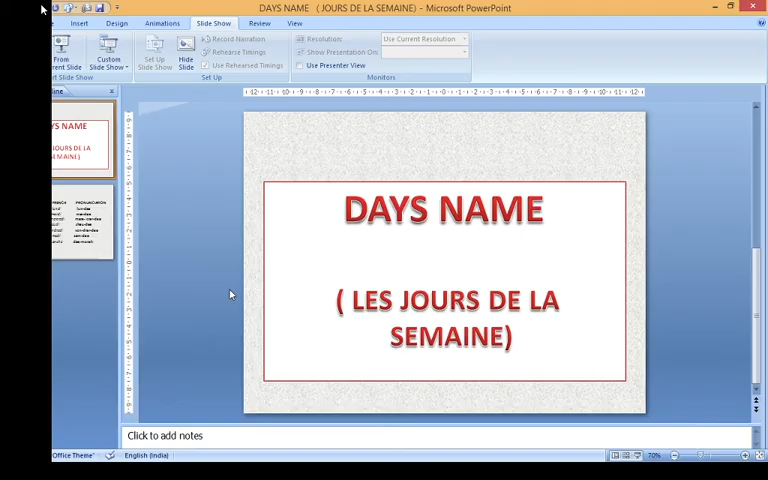 DAYS NAME ( JOURS DE LA SEMAINE) - Microsoft PowerPoint
Insert Design Animations Slide Show Review View
From
Custom
Slide Show
Set Up
Slide Show
Hide
Slide
Record Narration
Rehearse Timings
Use Rehearsed Timings
Resolution: Use Current Resolution
Show Presentation On:
Use Presenter View
Slide Show
Set Up
Monitors
DAYS NAME
( LES JOURS DE LA
SEMAINE)
Click to add notes
Office Theme"
English (India)
70%